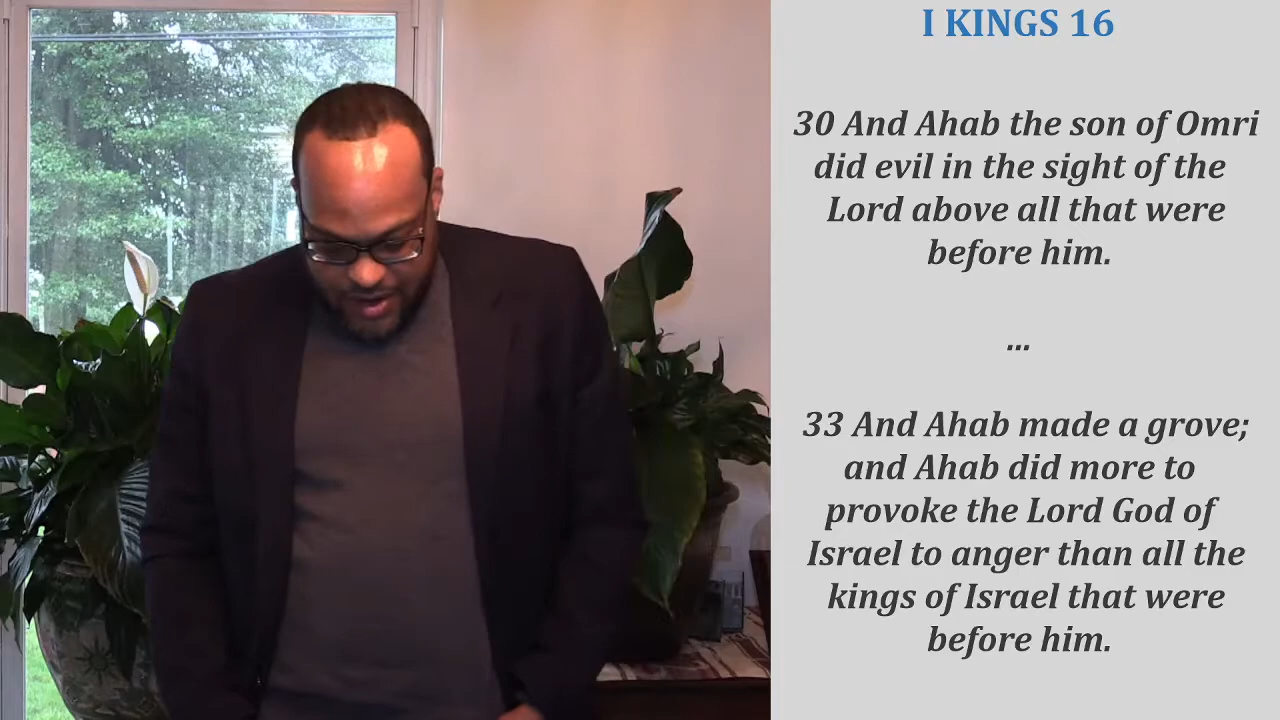 I KINGS 16
30 And Ahab the son of Omri
did evil in the sight of the
Lord above all that were
before him.
...
33 And Ahab made a grove;
and Ahab did more to
provoke the Lord God of
Israel to anger than all the
kings of Israel that were
before him.